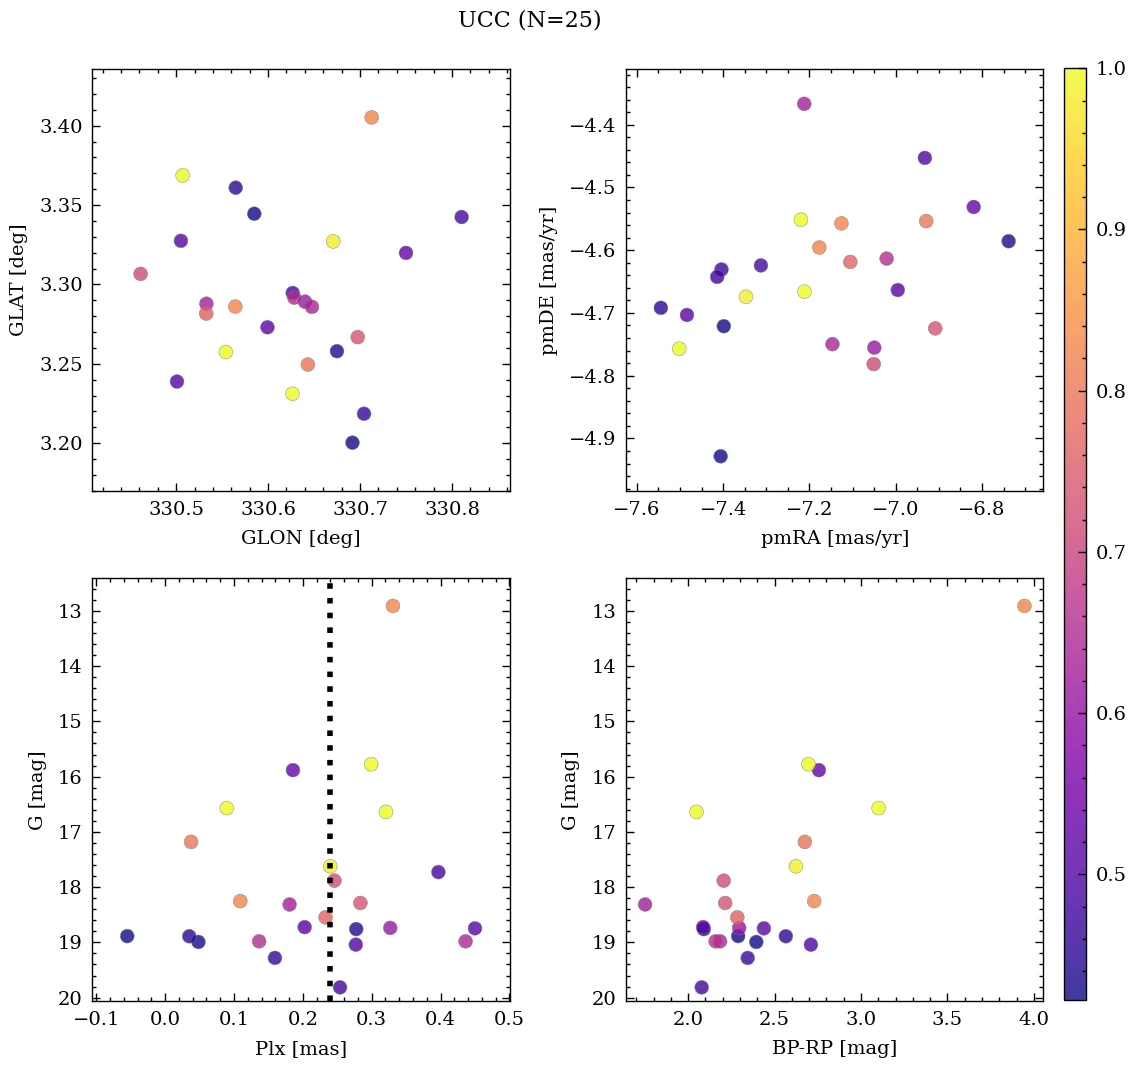 UCC (N=25)
3.40
3.35
3.30
3.25
3.20
GLAT [deg]
330.5 330.6 330.7 330.8
GLON [deg]
−4.4
−4.5
−4.6
−4.7
−4.8
−4.9
pmDE [mas/yr]
−7.6 −7.4 −7.2 −7.0 −6.8
pmRA [mas/yr]
13
14
15
16
17
18
19
20
G [mag]
−0.1 0.0 0.1 0.2 0.3 0.4 0.5
Plx [mas]
13
14
15
16
17
18
19
20
G [mag]
2.0 2.5 3.0 3.5 4.0
BP-RP [mag]
1.0
0.9
0.8
0.7
0.6
0.5